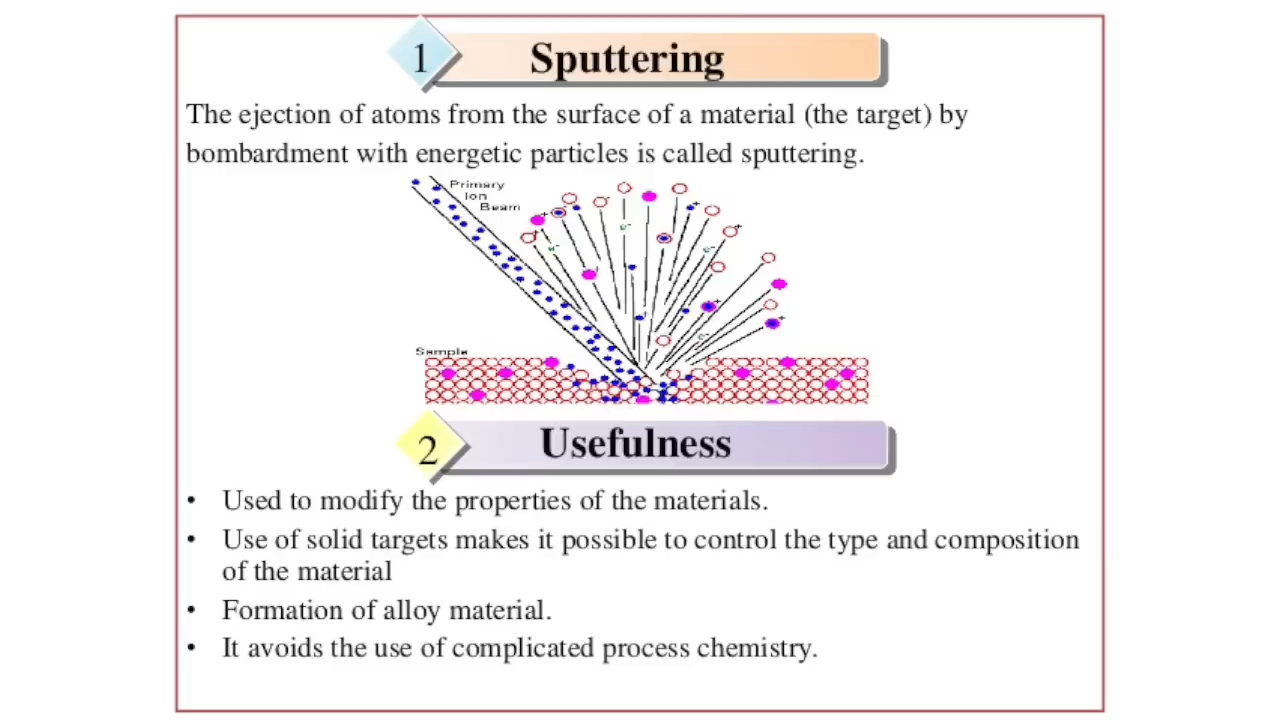 1
Sputtering
The ejection of atoms from the surface of a material (the target) by
bombardment with energetic particles is called sputtering.
Primary
Ion
Beam
e-
e-
e-
e-
Sample
2
Usefulness
• Used to modify the properties of the materials.
• Use of solid targets makes it possible to control the type and composition
of the material
• Formation of alloy material.
• It avoids the use of complicated process chemistry.